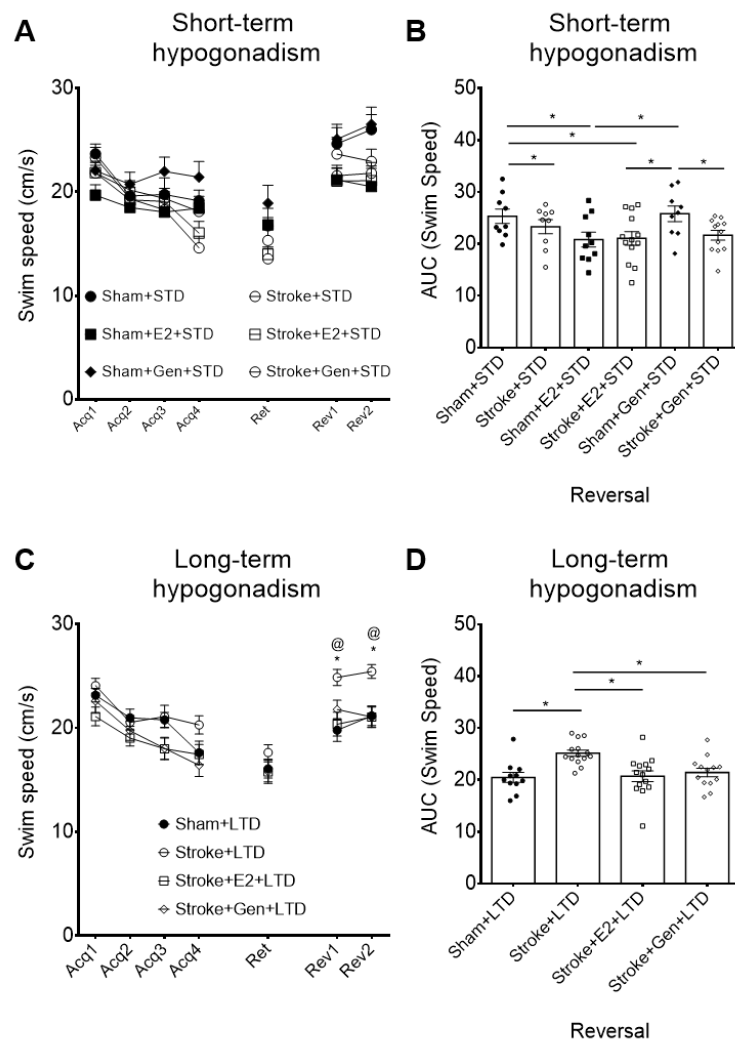 A
Short-term
hypogonadism
Swim speed (cm/s)
30
20
10
0
Sham+STD
Stroke+STD
Sham+E2+STD
Stroke+E2+STD
Sham+Gen+STD
Stroke+Gen+STD
Acq1
Acq2
Acq3
Acq4
Ret
Rev1
Rev2
B
Short-term
hypogonadism
AUC (Swim Speed)
50
40
30
20
10
0
*
*
*
*
*
*
Sham+STD
Stroke+STD
Sham+E2+STD
Stroke+E2+STD
Sham+Gen+STD
Stroke+Gen+STD
Reversal
C
Long-term
hypogonadism
Swim speed (cm/s)
30
20
10
0
@
*
@
*
Sham+LTD
Stroke+LTD
Stroke+E2+LTD
Stroke+Gen+LTD
Acq1
Acq2
Acq3
Acq4
Ret
Rev1
Rev2
D
Long-term
hypogonadism
AUC (Swim Speed)
50
40
30
20
10
0
*
*
*
Sham+LTD
Stroke+LTD
Stroke+E2+LTD
Stroke+Gen+LTD
Reversal